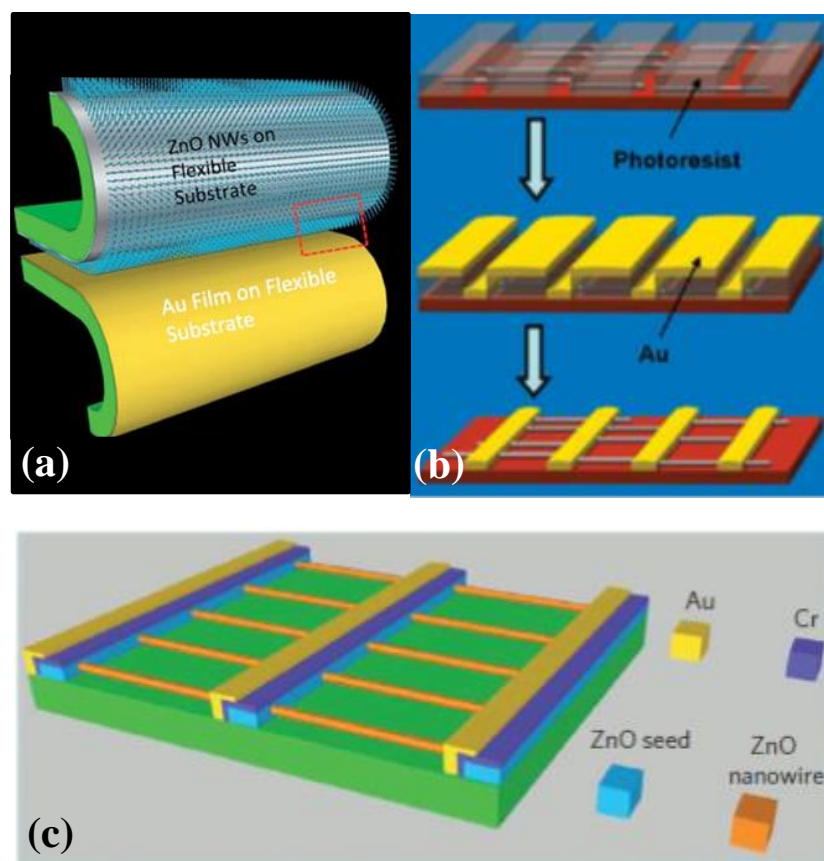 ZnO NWs on
Flexible
Substrate
Au Film on Flexible
Substrate
(a)
Photoresist
Au
(b)
Au
Cr
ZnO seed
ZnO
nanowire
(c)